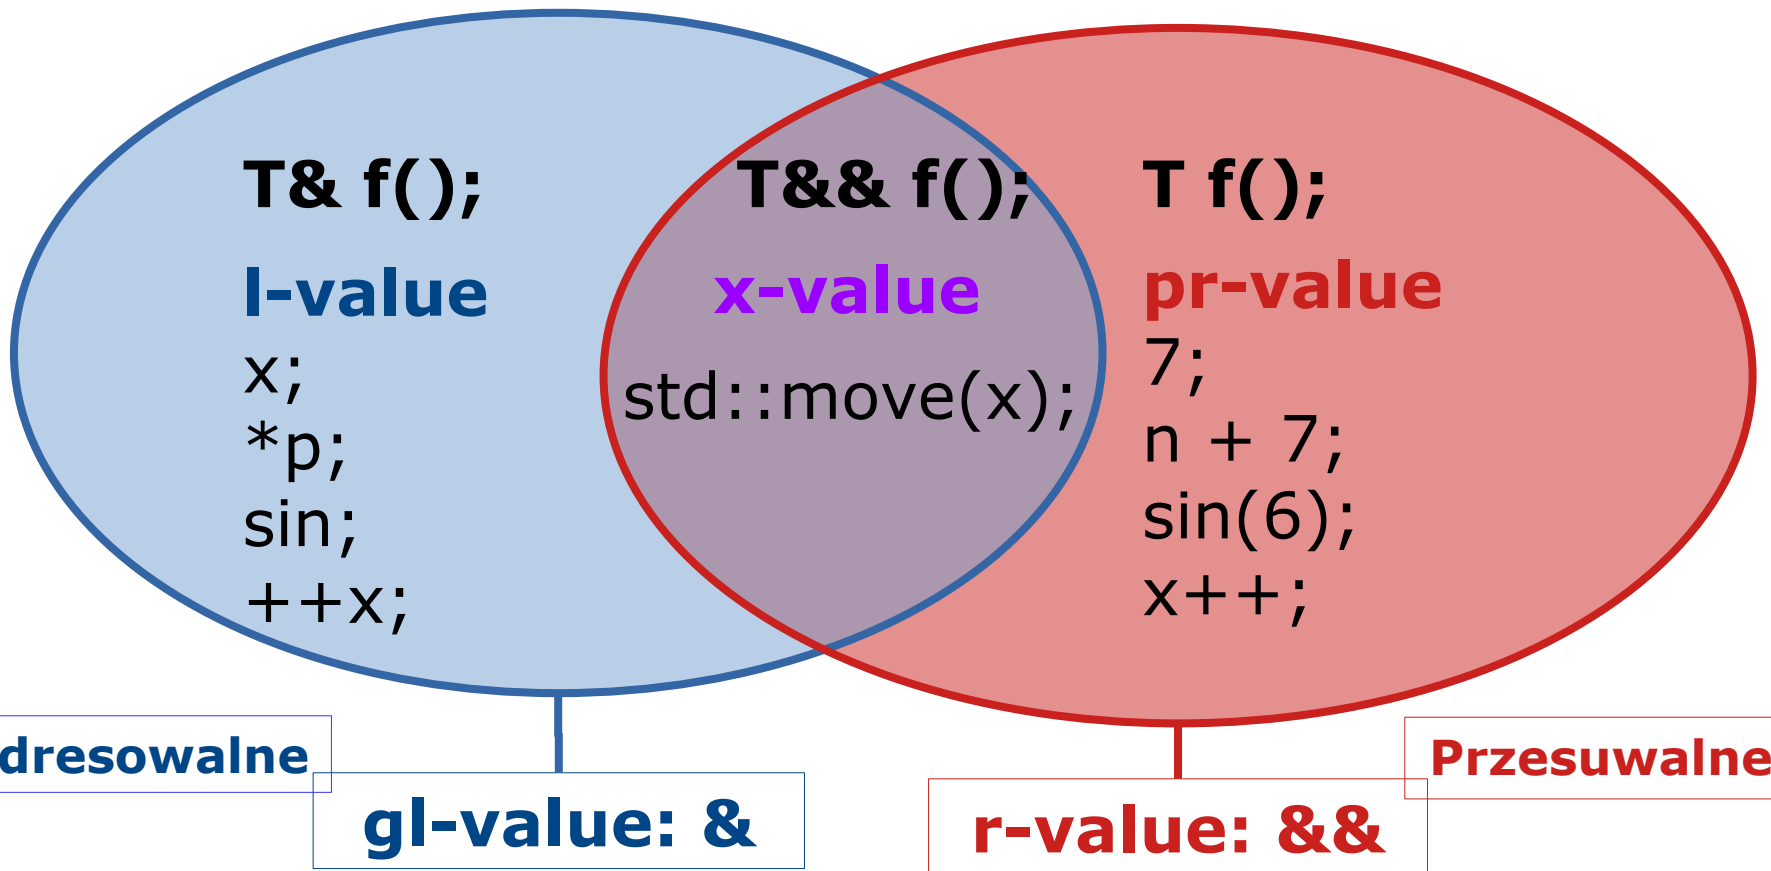 T& f();
l-value
x;
*p;
sin;
++x;
T&& f();
x-value
std::move(x);
T f();
pr-value
7;
n + 7;
sin(6);
x++;
dresowalne
gl-value: &
r-value: &&
Przesuwalne